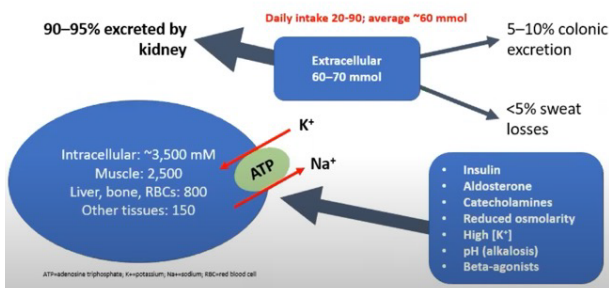 Daily intake 20-90; average ~60 mmol
90–95% excreted by
kidney
Extracellular
60–70 mmol
5–10% colonic
excretion
<5% sweat
losses
K+
ATP
Na+
Intracellular: ~3,500 mM
Muscle: 2,500
Liver, bone, RBCs: 800
Other tissues: 150
• Insulin
• Aldosterone
• Catecholamines
• Reduced osmolarity
• High [K+]
• pH (alkalosis)
• Beta-agonists
ATP=adenosine triphosphate; K+=potassium; Na+=sodium; RBC=red blood cell